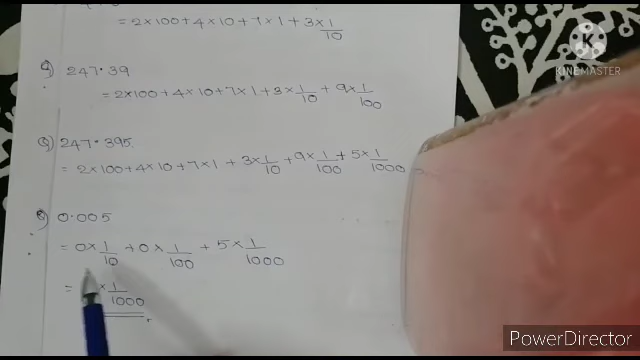 = 2×100+4×10+7×1+3×1/10
Q) 247.39
= 2×100+4×10+7×1+3×1/10+9×1/100
Q) 247.395
= 2×100+4×10+7×1+3×1/10+9×1/100+5×1/1000
Q) 0.005
= 0×1/10+0×1/100+5×1/1000
= ×1/1000
KINEMASTER
PowerDirector